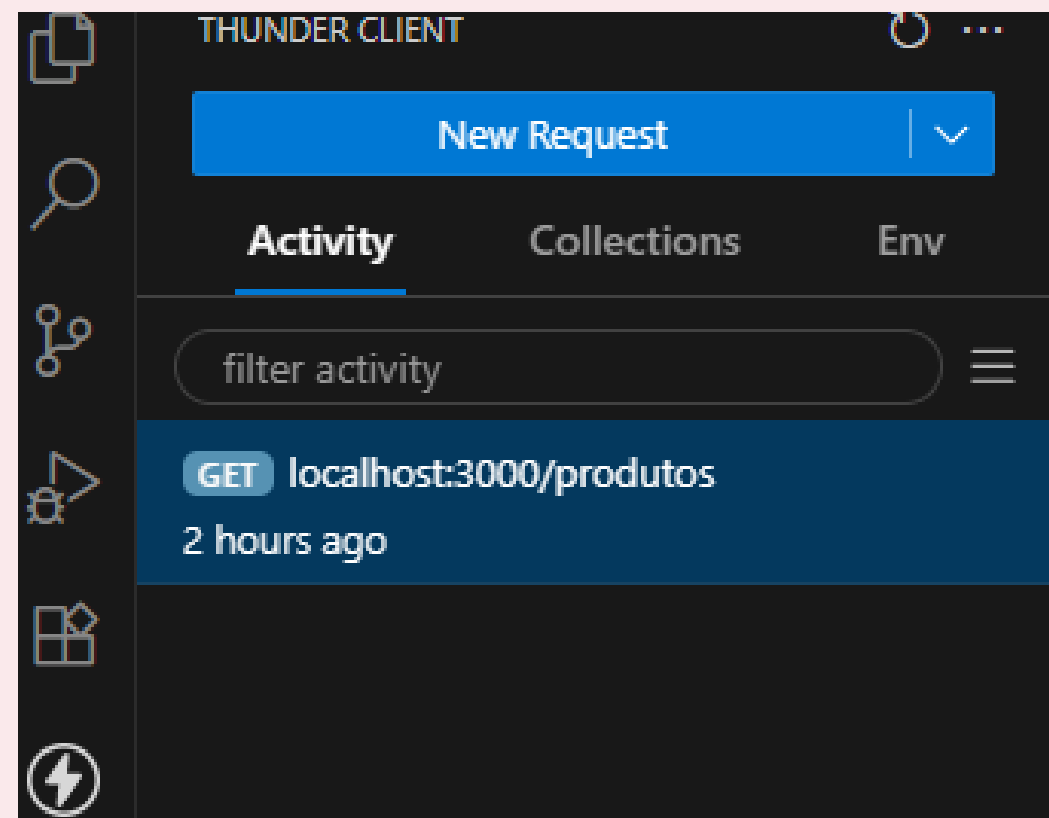 THUNDER CLIENT
New Request
Activity Collections Env
filter activity
GET localhost:3000/produtos
2 hours ago